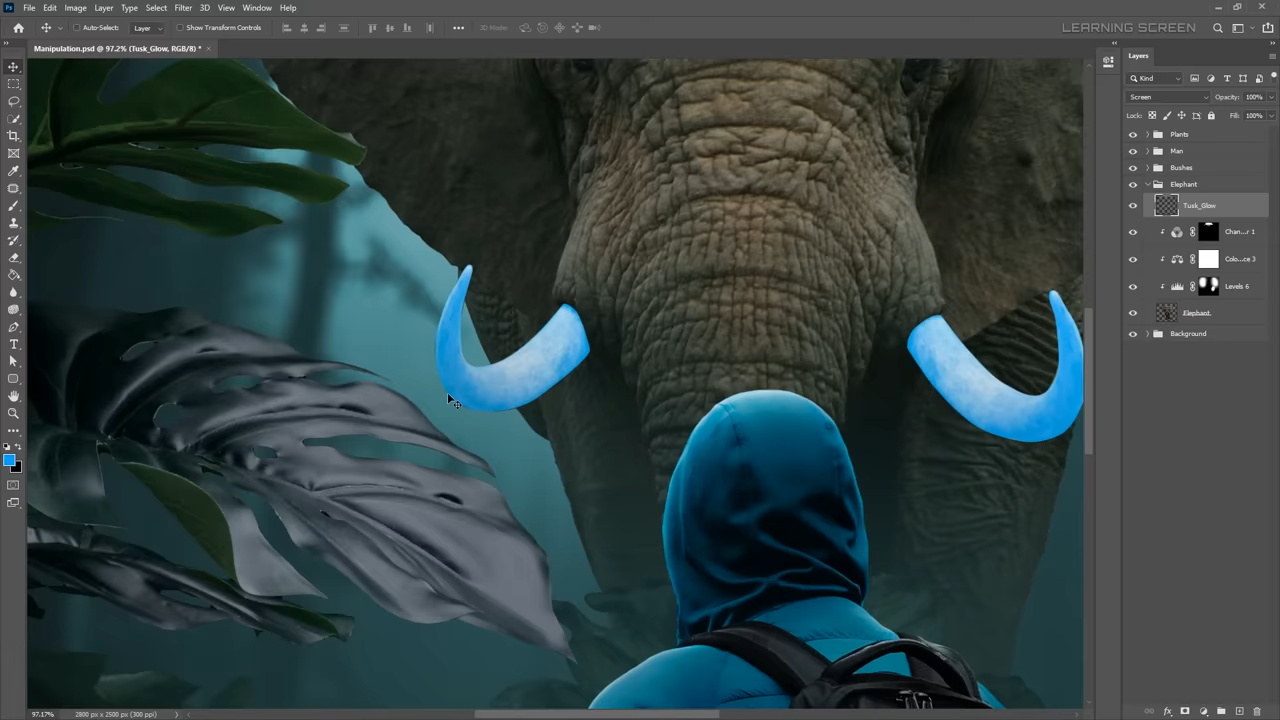 File Edit Image Layer Type Select Filter 3D View Window Help
Auto-Select: Layer Show Transform Controls 3D Mode: LEARNING SCREEN
Manipulation.psd @ 97.2% (Tusk_Glow, RGB/8) *
Layers
Kind
Screen Opacity: 100%
Lock: Fill: 100%
Plants
Man
Bushes
Elephant
Tusk_Glow
Chan...r 1
Colo...ce 3
Levels 6
Elephant
Background
97.17% 2800 px x 2500 px (300 ppi)